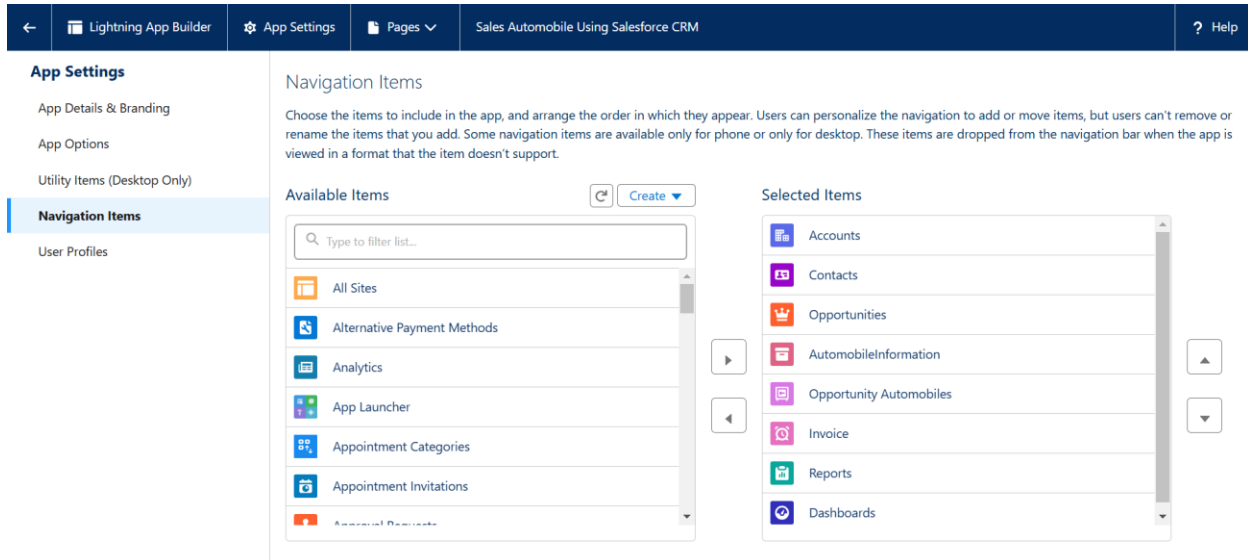 Lightning App Builder
App Settings
Pages
Sales Automobile Using Salesforce CRM
? Help
App Settings
App Details & Branding
App Options
Utility Items (Desktop Only)
Navigation Items
User Profiles
Navigation Items
Choose the items to include in the app, and arrange the order in which they appear. Users can personalize the navigation to add or move items, but users can't remove or
rename the items that you add. Some navigation items are available only for phone or only for desktop. These items are dropped from the navigation bar when the app is
viewed in a format that the item doesn't support.
Available Items
Create
Type to filter list...
All Sites
Alternative Payment Methods
Analytics
App Launcher
Appointment Categories
Appointment Invitations
Approval Requests
Selected Items
Accounts
Contacts
Opportunities
AutomobileInformation
Opportunity Automobiles
Invoice
Reports
Dashboards